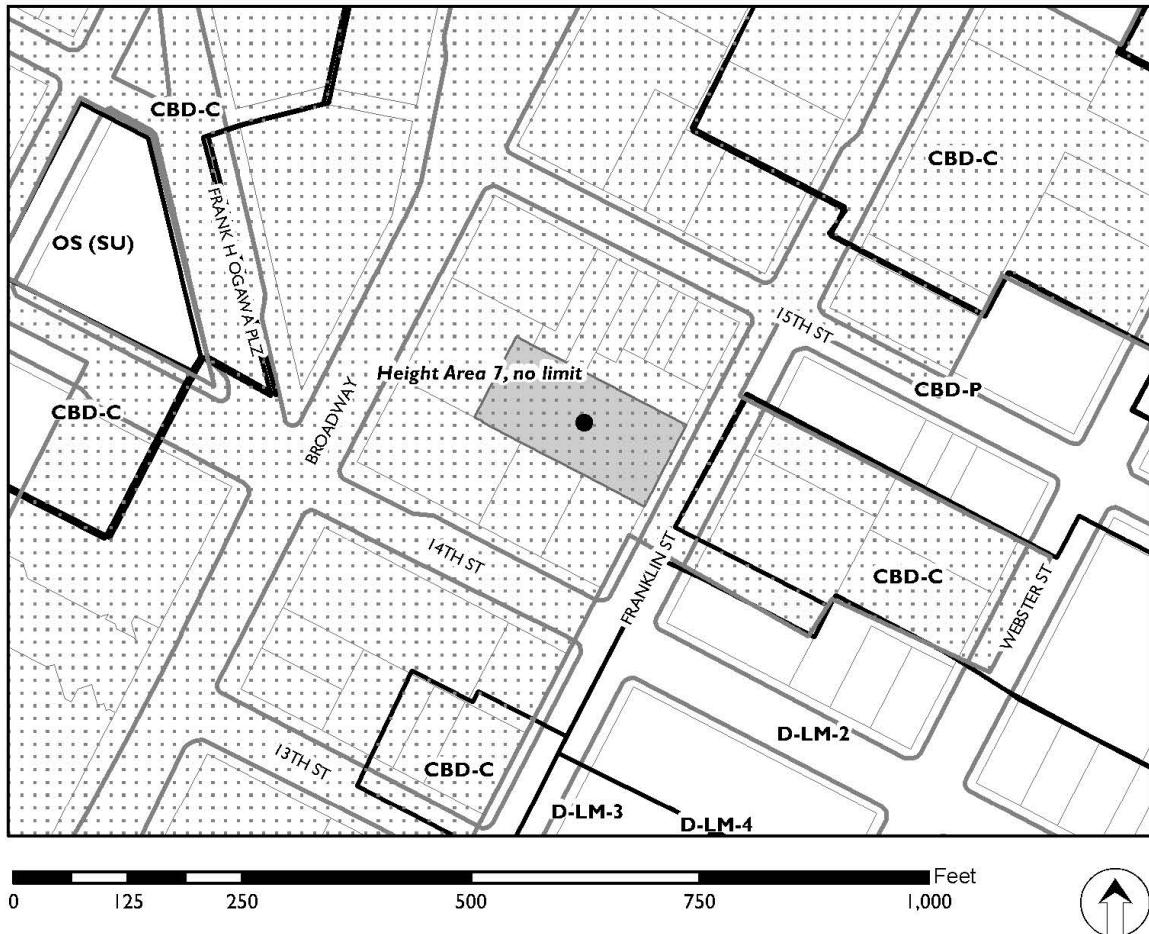 CBD-C
FRANK H OGAWA PLZ
OS (SU)
CBD-C
15TH ST
Height Area 7, no limit
CBD-P
CBD-C
BROADWAY
14TH ST
FRANKLIN ST
CBD-C
WEBSTER ST
D-LM-2
13TH ST
CBD-C
D-LM-3
D-LM-4
Feet
0 125 250 500 750 1,000